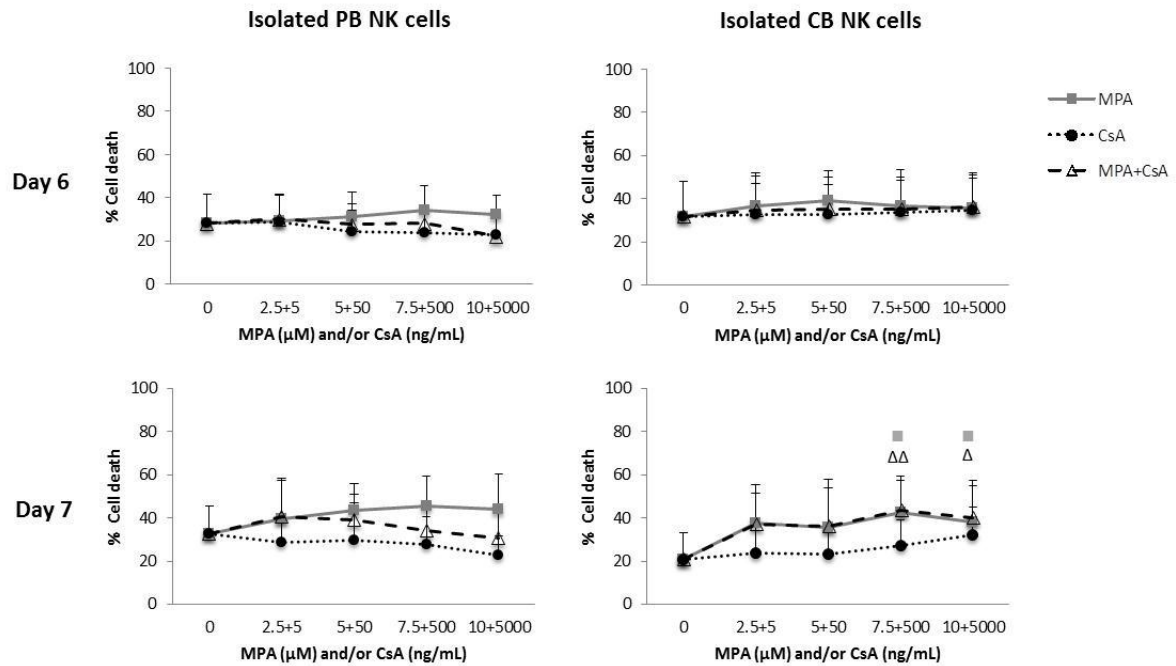 Isolated PB NK cells
Isolated CB NK cells
Day 6
% Cell death
100
80
60
40
20
0
0 2.5+5 5+50 7.5+500 10+5000
MPA (μM) and/or CsA (ng/mL)
% Cell death
100
80
60
40
20
0
0 2.5+5 5+50 7.5+500 10+5000
MPA (μM) and/or CsA (ng/mL)
MPA
CsA
MPA+CsA
Day 7
% Cell death
100
80
60
40
20
0
0 2.5+5 5+50 7.5+500 10+5000
MPA (μM) and/or CsA (ng/mL)
% Cell death
100
80
60
40
20
0
ΔΔ Δ
0 2.5+5 5+50 7.5+500 10+5000
MPA (μM) and/or CsA (ng/mL)